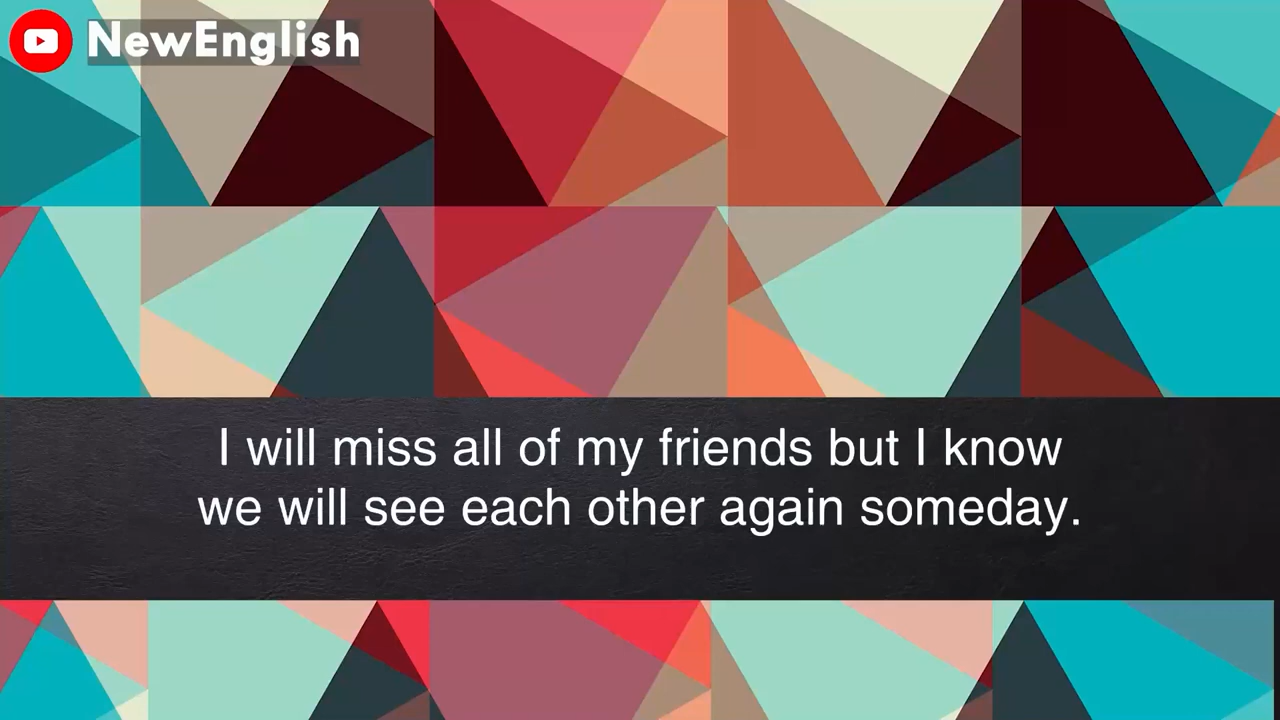 NewEnglish
I will miss all of my friends but I know
we will see each other again someday.